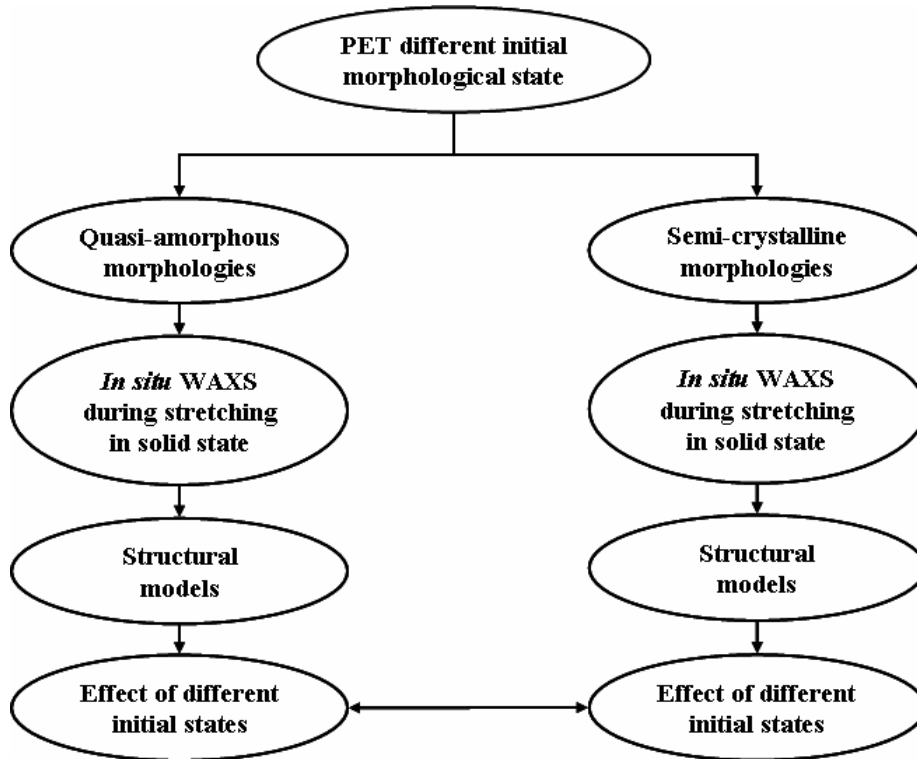 PET different initial
morphological state
Quasi-amorphous
morphologies
Semi-crystalline
morphologies
In situ WAXS
during stretching
in solid state
In situ WAXS
during stretching
in solid state
Structural
models
Structural
models
Effect of different
initial states
Effect of different
initial states